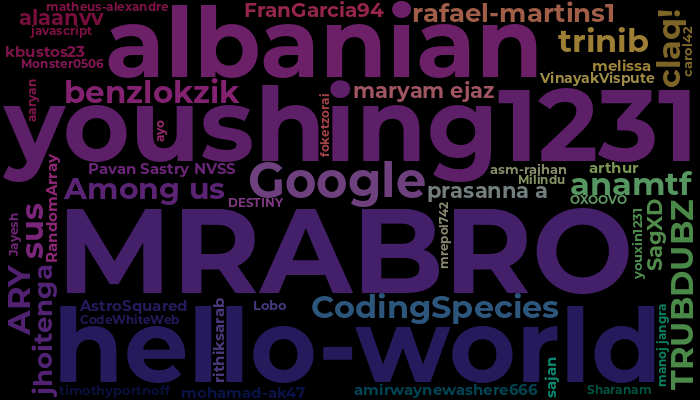 matheus-alexandre
alaanvv
javascript
kbustos23
Monster0506
albanian
FranGarcia94
rafael-martins1
trinib
claq!
carol42
melissa
VinayakVispute
aaryan
benzlokzik
maryam ejaz
foketzorai
ayo
youshing1231
Pavan Sastry NVSS
Among us
Google
asm-raihan
Milindu
arthur
prasanna a
anamtf
OXOOVO
DESTINY
RandomArray
Jayesh
sus
MRABRO
mrepol742
youxin1231
SagXD
TRUBDUBZ
ARY
jhoitenga
AstroSquared
CodeWhiteWeb
rithiksarab
Lobo
CodingSpecies
hello-world
manoj jangra
timothyportnoff
mohamad-ak47
amirwaynewashere666
sajan
Sharanam